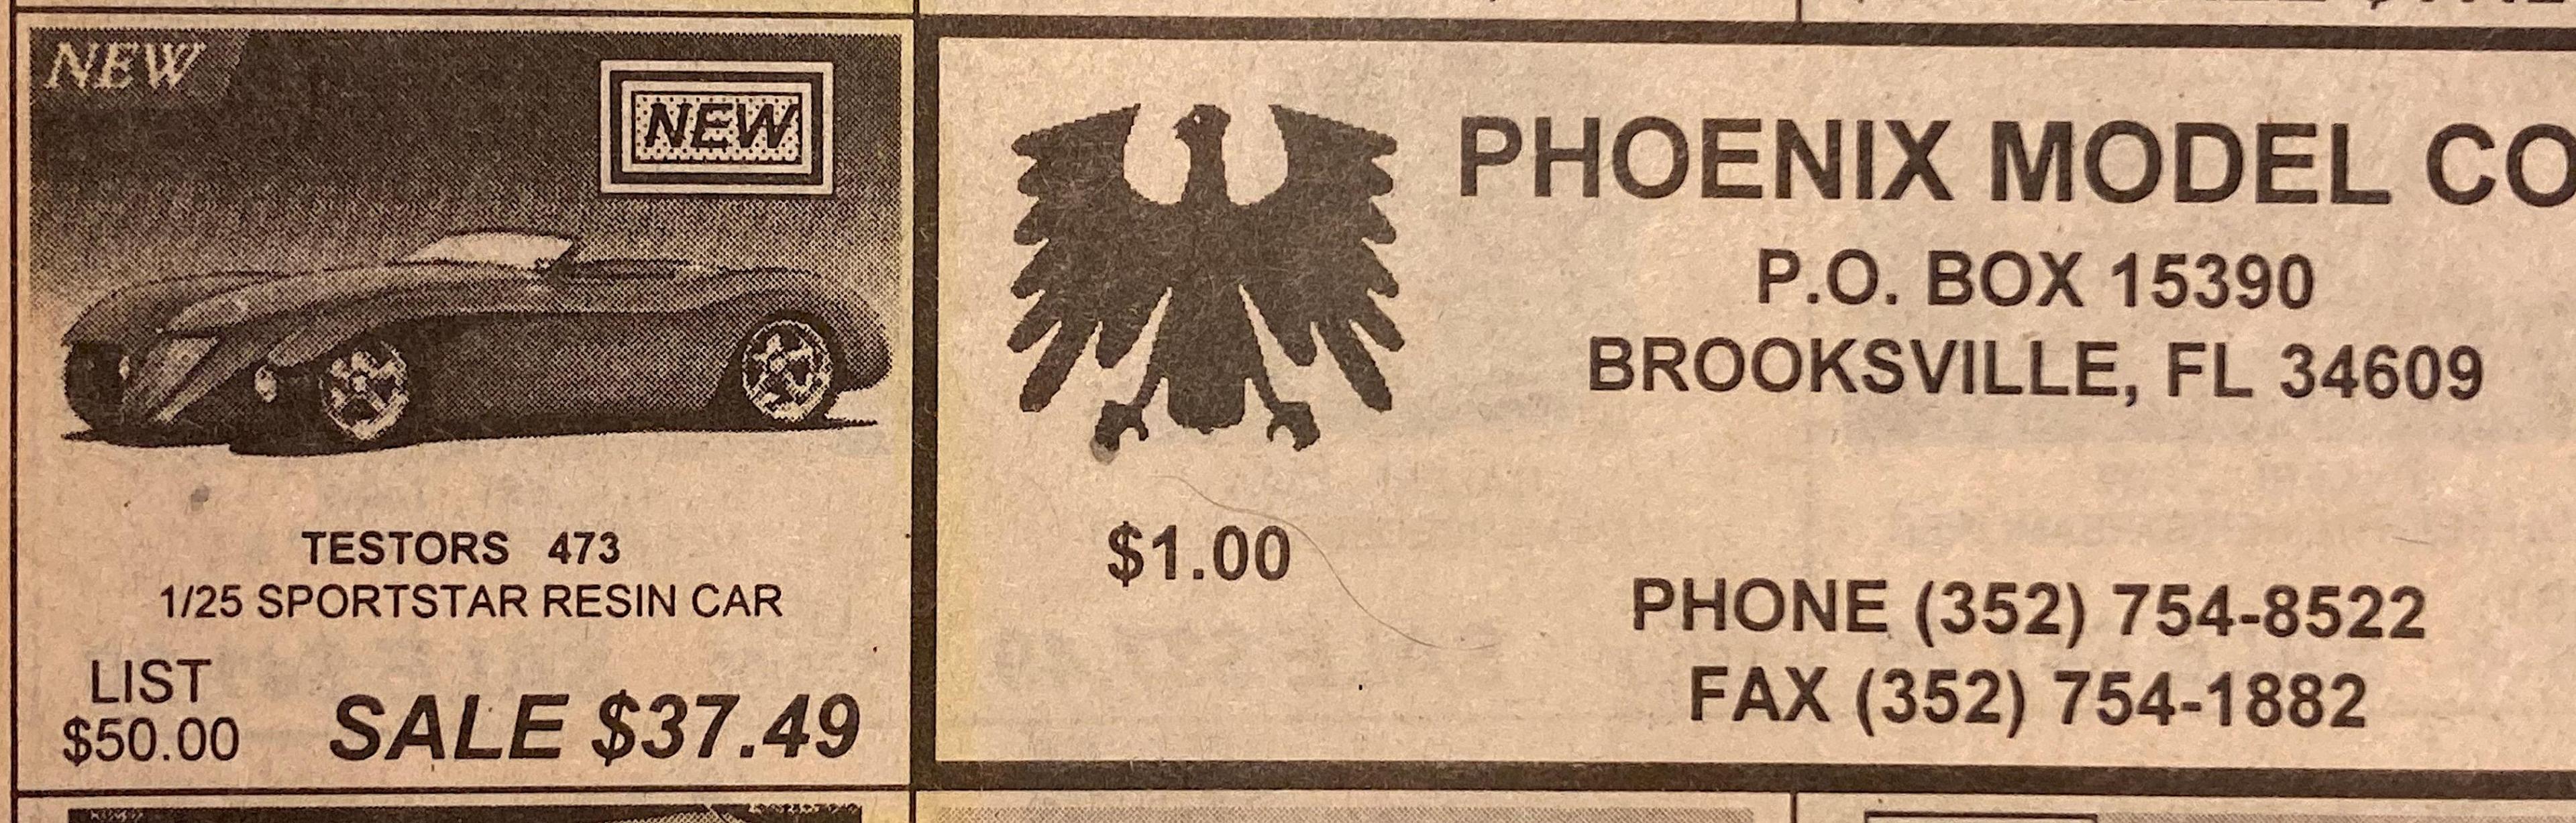 NEW
NEW
TESTORS 473
1/25 SPORTSTAR RESIN CAR
LIST
$50.00
SALE $37.49
PHOENIX MODEL CO
P.O. BOX 15390
BROOKSVILLE, FL 34609
$1.00
PHONE (352) 754-8522
FAX (352) 754-1882